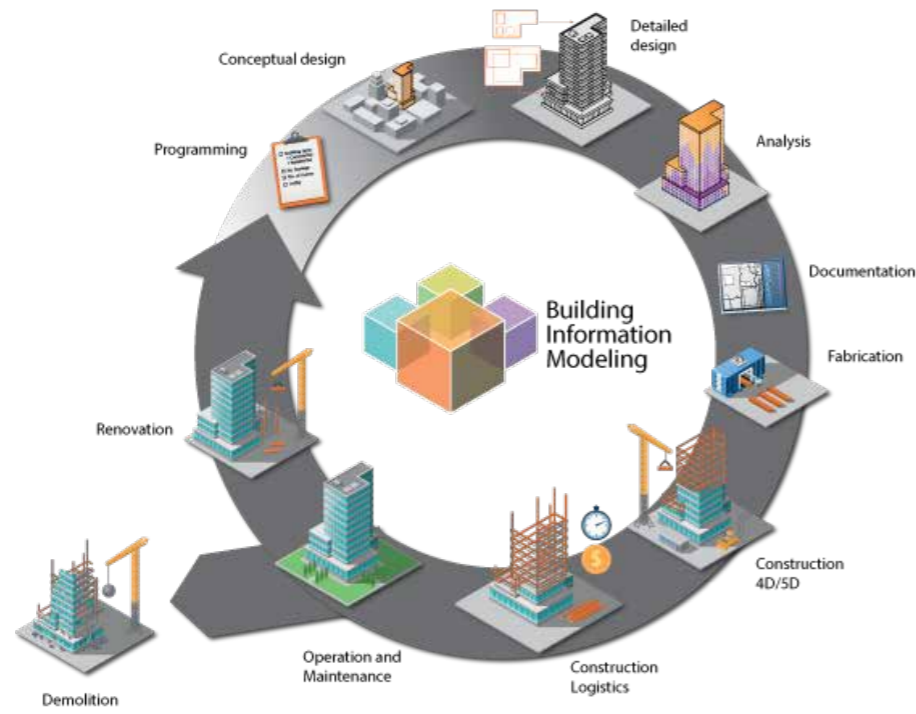 Conceptual design
Detailed
design
Programming
Analysis
Documentation
Building
Information
Modeling
Fabrication
Renovation
Construction
4D/5D
Operation and
Maintenance
Construction
Logistics
Demolition
$